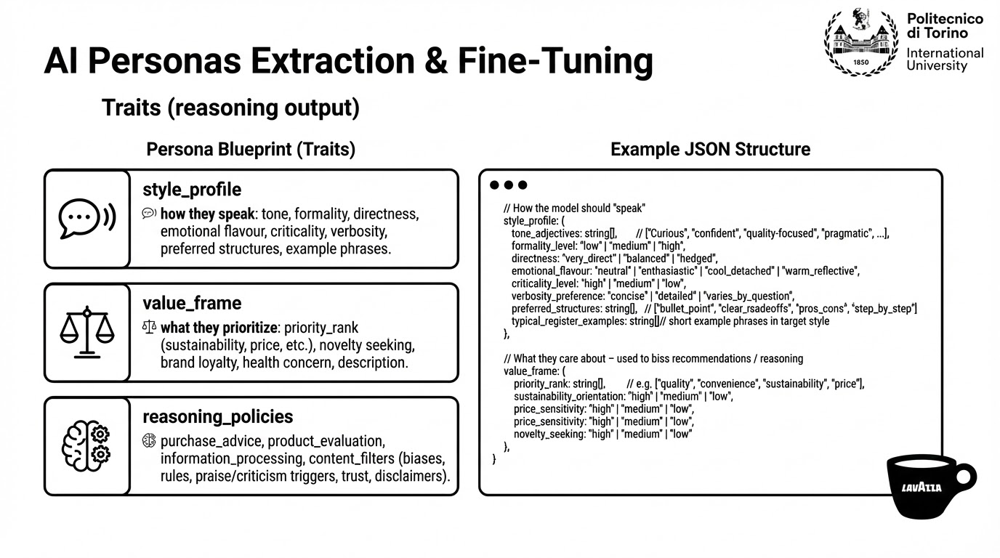 AI Personas Extraction & Fine-Tuning
Politecnico
di Torino
International
University
1850
Traits (reasoning output)
Persona Blueprint (Traits)
style_profile
how they speak: tone, formality, directness,
emotional flavour, criticality, verbosity,
preferred structures, example phrases.
value_frame
what they prioritize: priority_rank
(sustainability, price, etc.), novelty seeking,
brand loyalty, health concern, description.
reasoning_policies
purchase_advice, product_evaluation,
information_processing, content_filters (biases,
rules, praise/criticism triggers, trust, disclaimers).
Example JSON Structure
// How the model should "speak"
style_profile: (
tone_adjectives: string[], // ["Curious", "confident", "quality-focused", "pragmatic", ...],
formality_level: "low" | "medium" | "high",
directness: "very_direct" | "balanced" | "hedged",
emotional_flavour: "neutral" | "enthasiastic" | "cool_detached" | "warm_reflective",
criticality_level: "high" | "medium" | "low",
verbosity_preference: "concise" | "detailed" | "varies_by_question",
preferred_structures: string[], // ["bullet_point", "clear_rsadeoffs", "pros_cons", "step_by_step"]
typical_register_examples: string[]// short example phrases in target style
},
// What they care about – used to biss recommendations / reasoning
value_frame: (
priority_rank: string[], // e.g. ["quality", "convenience", "sustainability", "price"],
sustainability_orientation: "high" | "medium" | "low",
price_sensitivity: "high" | "medium" | "low",
price_sensitivity: "high" | "medium" | "low",
novelty_seeking: "high" | "medium" | "low"
},
}
LAVAZZA